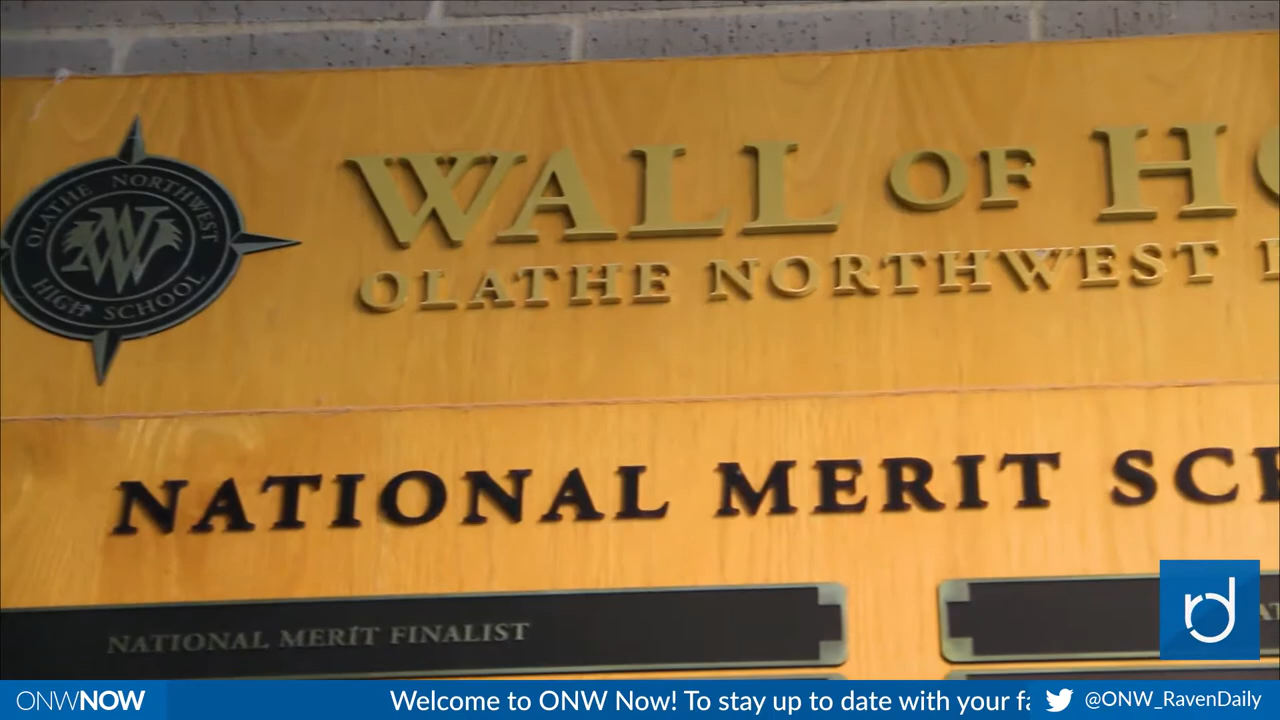 OLATHE NORTHWEST
HIGH SCHOOL
WALL OF
OLATHE NORTHWEST
NATIONAL MERIT
NATIONAL MERIT FINALIST
rd
ONWNOW
Welcome to ONW Now! To stay up to date with your
@ONW_RavenDaily